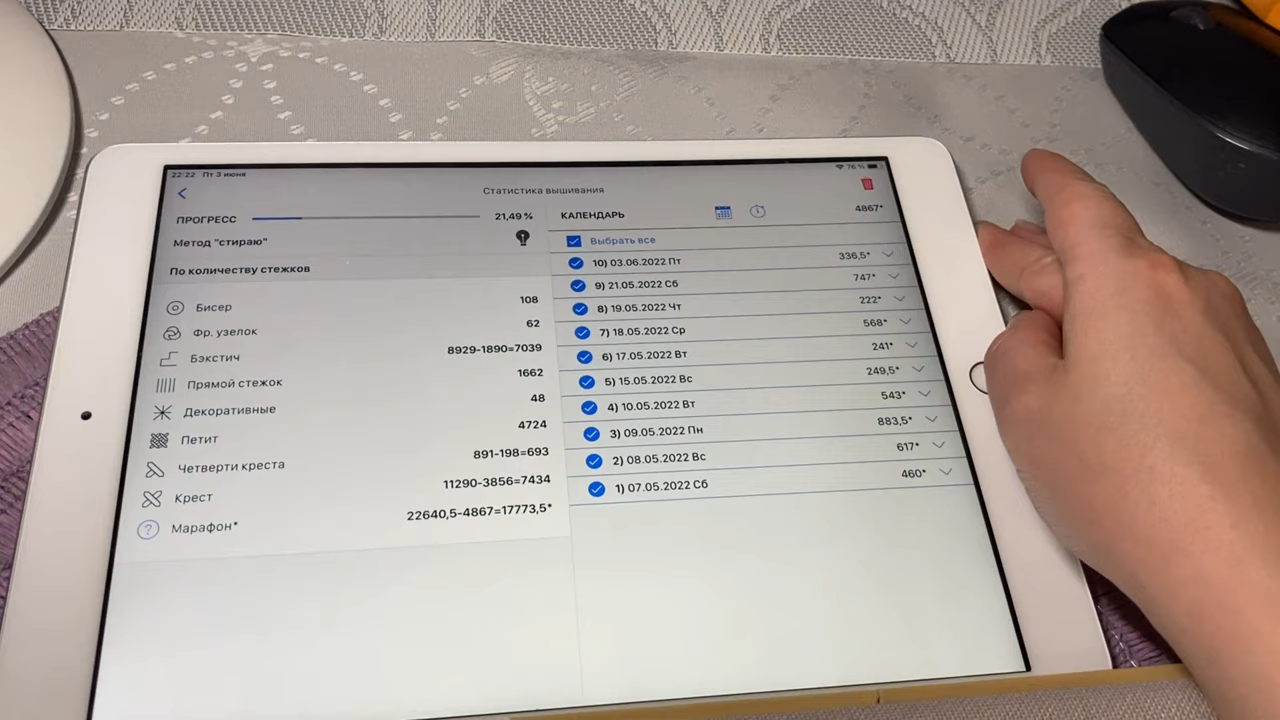 22:22 Пт 3 июня
76 %
Статистика вышивания
ПРОГРЕСС 21,49 %
Метод "стираю"
По количеству стежков
Бисер 108
Фр. узелок 62
Бэкстич 8929-1890=7039
Прямой стежок 1662
Декоративные 48
Петит 4724
Четверти креста 891-198=693
Крест 11290-3856=7434
? Марафон* 22640,5-4867=17773,5*
КАЛЕНДАРЬ 4867*
Выбрать все
10) 03.06.2022 Пт 336,5*
9) 21.05.2022 Сб 747*
8) 19.05.2022 Чт 222*
7) 18.05.2022 Ср 568*
6) 17.05.2022 Вт 241*
5) 15.05.2022 Вс 249,5*
4) 10.05.2022 Вт 543*
3) 09.05.2022 Пн 883,5*
2) 08.05.2022 Вс 617*
1) 07.05.2022 Сб 460*